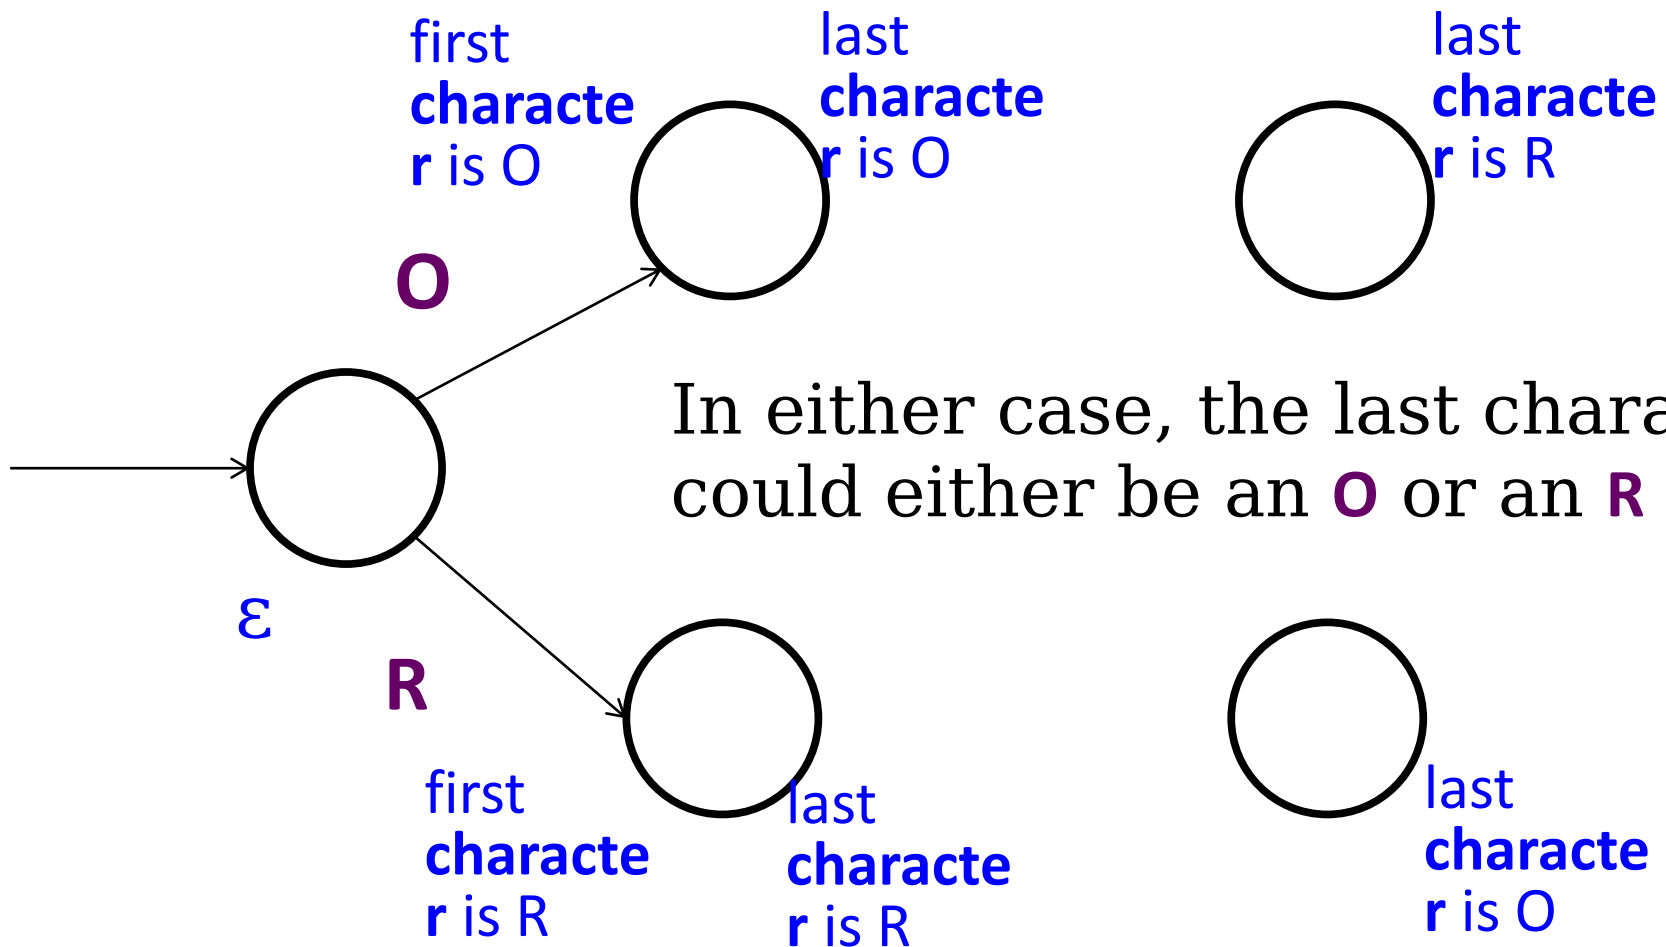 first
characte
r is O
last
characte
r is O
last
characte
r is R
O
In either case, the last chara
could either be an O or an R
ε
R
first
characte
r is R
last
characte
r is R
last
characte
r is O